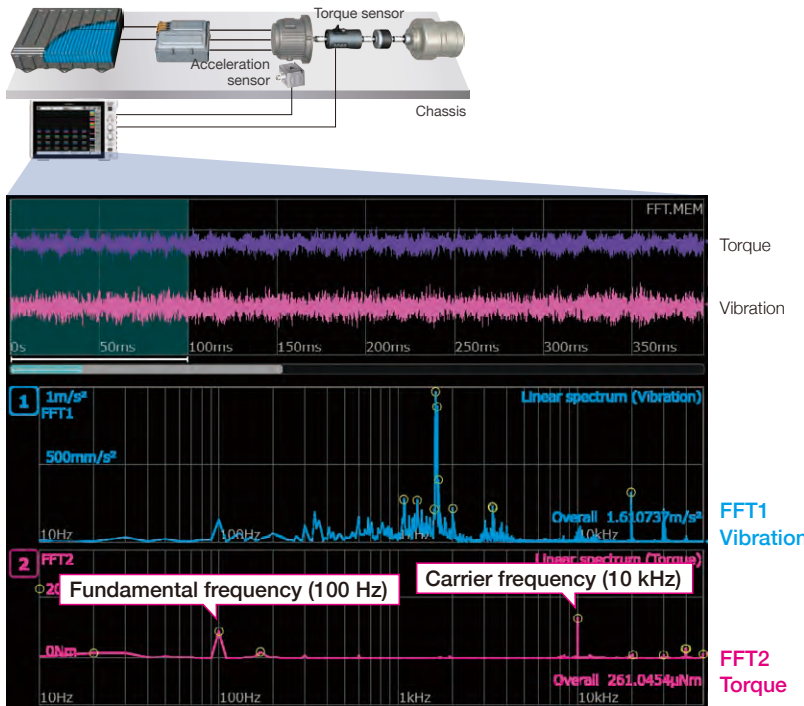 Torque sensor
Acceleration
sensor
Chassis
FFT.MEM
Torque
Vibration
0s
50ms
100ms
150ms
200ms
250ms
300ms
350ms
1
1m/s²
FFT1
Linear spectrum (Vibration)
500mm/s²
Overall 1.610737m/s²
10Hz
100Hz
1kHz
10kHz
FFT1
Vibration
2
FFT2
Linear spectrum (Torque)
Fundamental frequency (100 Hz)
Carrier frequency (10 kHz)
0Nm
Overall 261.0454μNm
10Hz
100Hz
1kHz
10kHz
FFT2
Torque